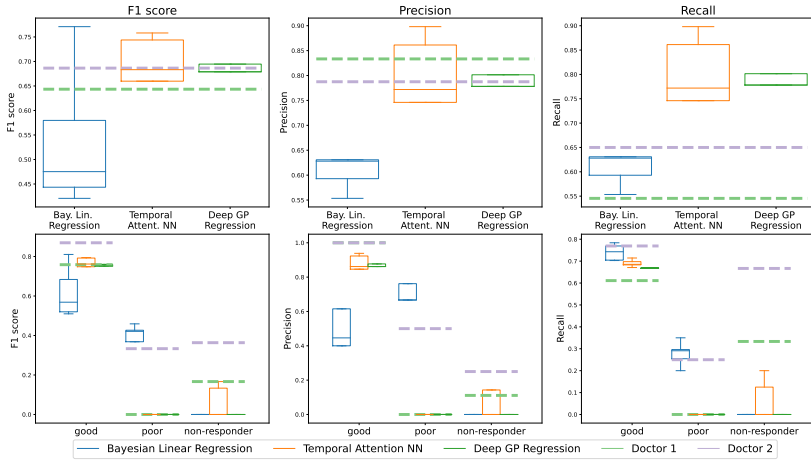 F1 score
Precision
Recall
F1 score
0.75
0.70
0.65
0.60
0.55
0.50
0.45
Bay. Lin. Regression
Temporal Attent. NN
Deep GP Regression
Precision
0.90
0.85
0.80
0.75
0.70
0.65
0.60
0.55
Bay. Lin. Regression
Temporal Attent. NN
Deep GP Regression
Recall
0.90
0.85
0.80
0.75
0.70
0.65
0.60
0.55
Bay. Lin. Regression
Temporal Attent. NN
Deep GP Regression
F1 score
0.8
0.6
0.4
0.2
0.0
good
poor
non-responder
Precision
1.0
0.8
0.6
0.4
0.2
0.0
good
poor
non-responder
Recall
0.8
0.7
0.6
0.5
0.4
0.3
0.2
0.1
0.0
good
poor
non-responder
Bayesian Linear Regression
Temporal Attention NN
Deep GP Regression
Doctor 1
Doctor 2